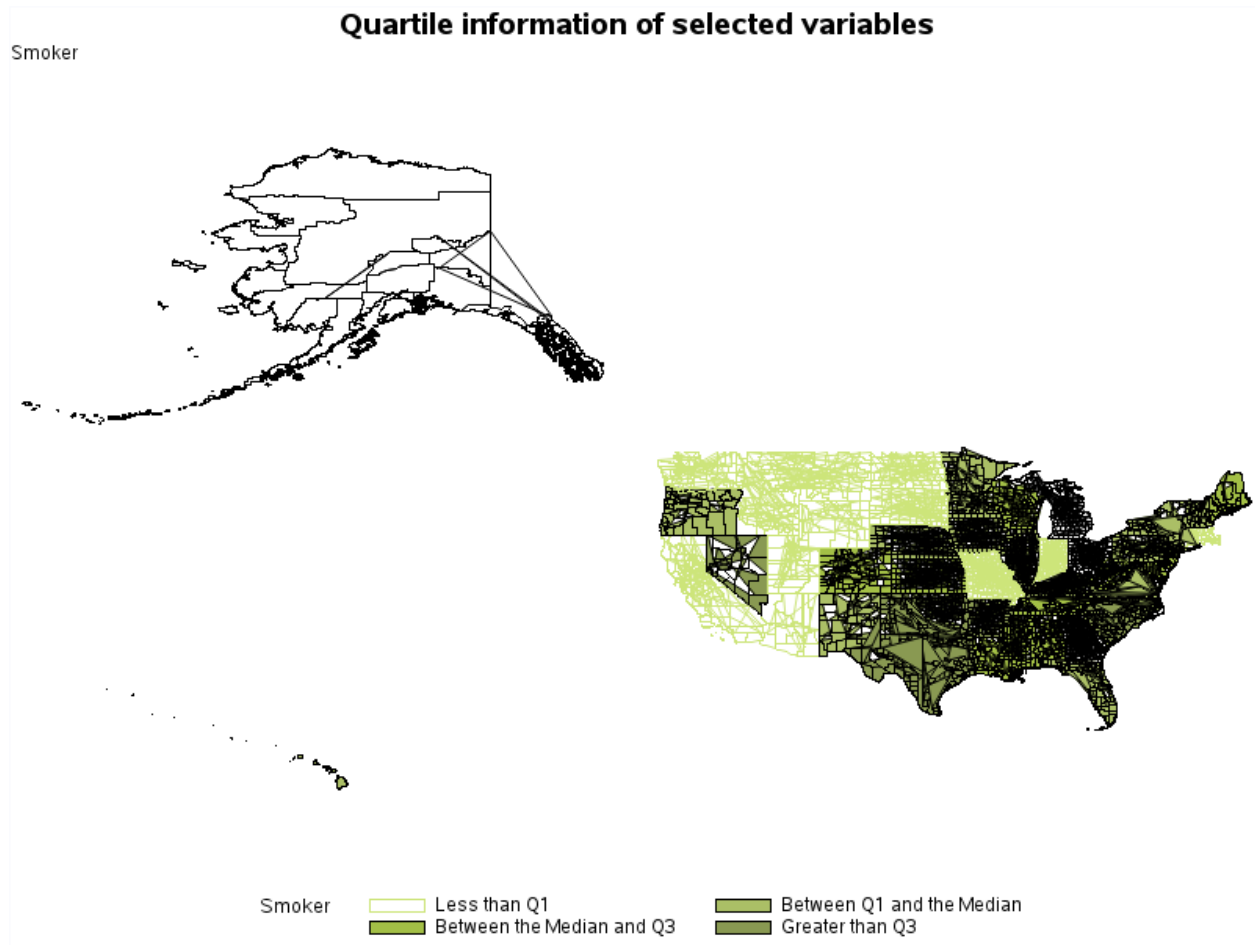 Quartile information of selected variables
Smoker
Smoker Less than Q1 Between Q1 and the Median
Between the Median and Q3 Greater than Q3